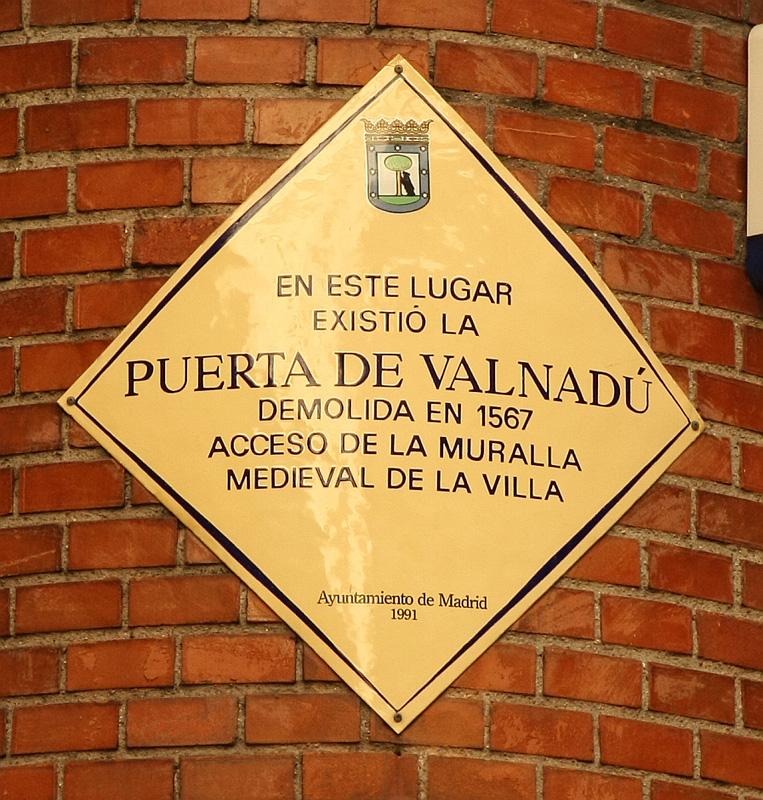 EN ESTE LUGAR
EXISTIÓ LA
PUERTA DE VALNADÚ
DEMOLIDA EN 1567
ACCESO DE LA MURALLA
MEDIEVAL DE LA VILLA
Ayuntamiento de Madrid
1991